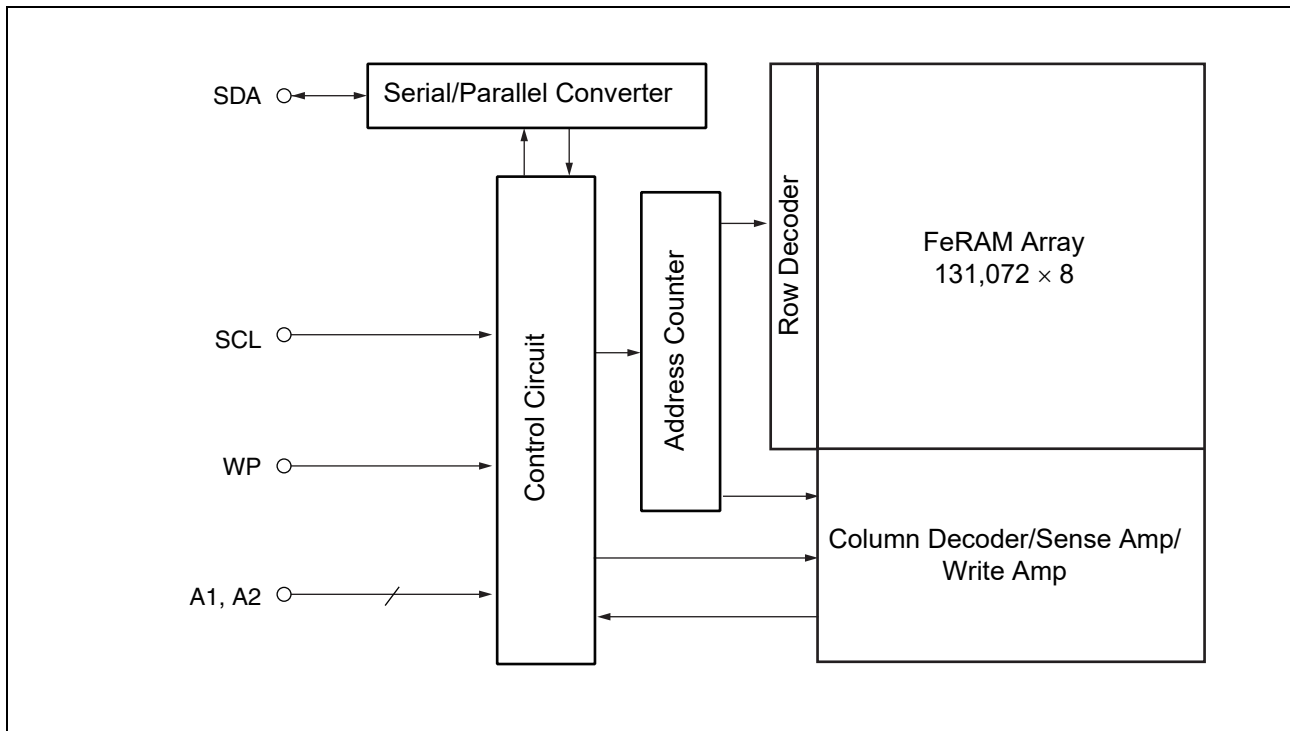 SDA
Serial/Parallel Converter
SCL
WP
A1, A2
Control Circuit
Address Counter
Row Decoder
FeRAM Array
131,072 × 8
Column Decoder/Sense Amp/
Write Amp